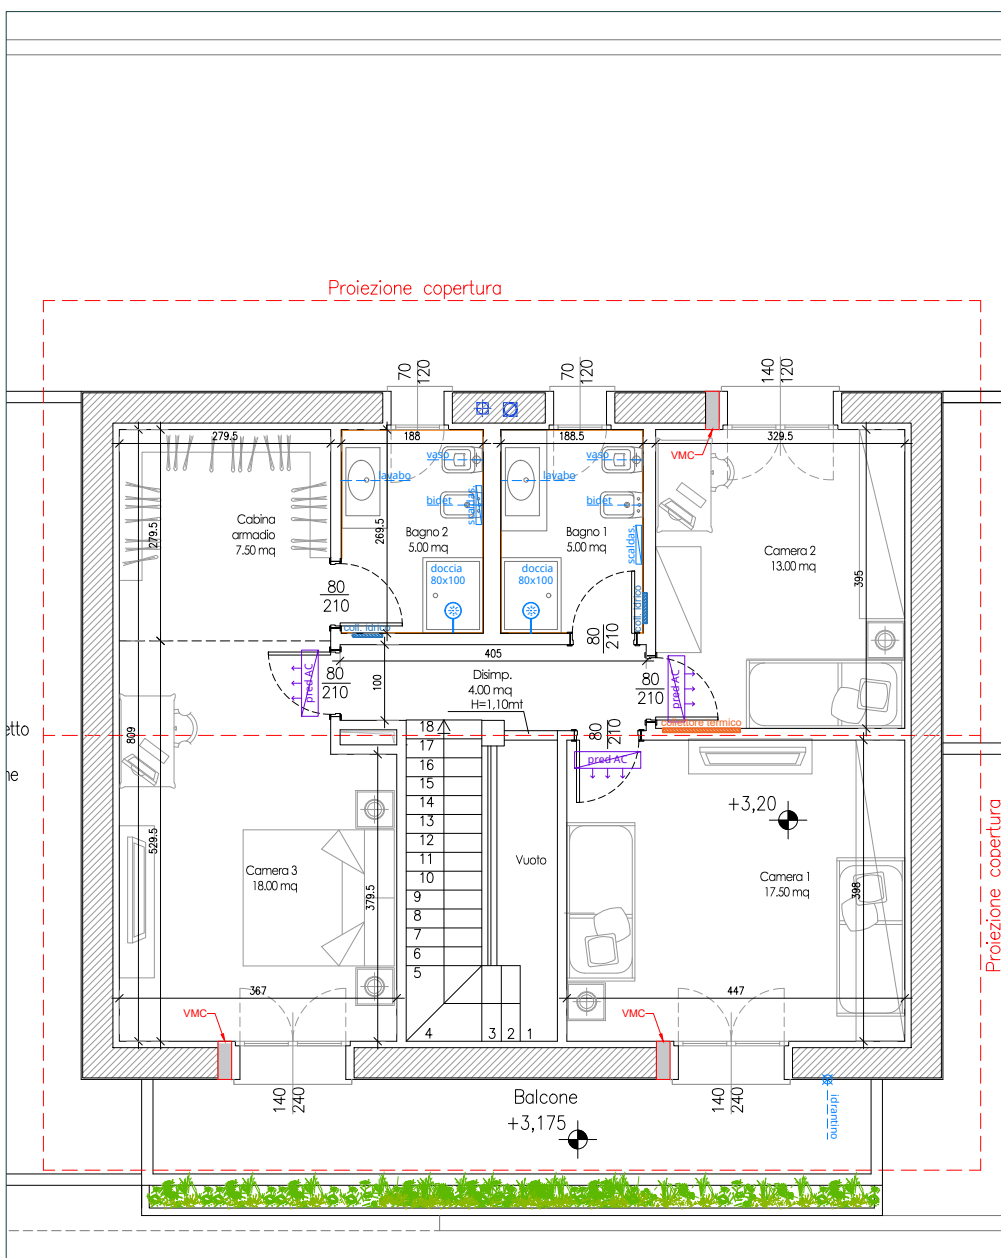 Proiezione copertura
70
120
70
120
140
120
279.5
188
188.5
329.5
VMC
vaso
lavabo
bidet
scaldas.
vaso
bidet
scaldas.
279.5
269.5
Cabina
armadio
7.50 mq
Bagno 2
5.00 mq
Bagno 1
5.00 mq
Camera 2
13.00 mq
395
doccia
80x100
doccia
80x100
80
210
coll. idrico
coll. idrico
80
210
405
80
210
pred AC
100
Disimp.
4.00 mq
H=1,10mt
80
210
pred AC
collettore termico
etto
ne
809
529.5
80
210
pred AC
18
17
16
15
14
13
12
11
10
9
8
7
6
5
4
3
2
1
Vuoto
+3,20
Camera 3
18.00 mq
379.5
Camera 1
17.50 mq
398
Proiezione copertura
367
447
VMC
VMC
140
240
140
240
Balcone
+3,175
idrantino